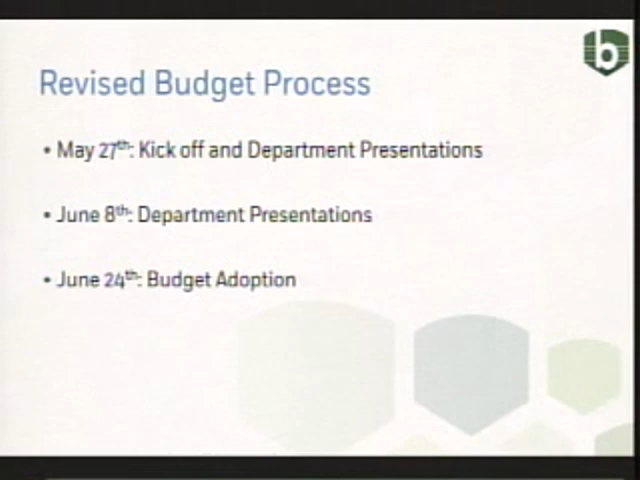 b
Revised Budget Process
• May 27th: Kick off and Department Presentations
• June 8th: Department Presentations
• June 24th: Budget Adoption